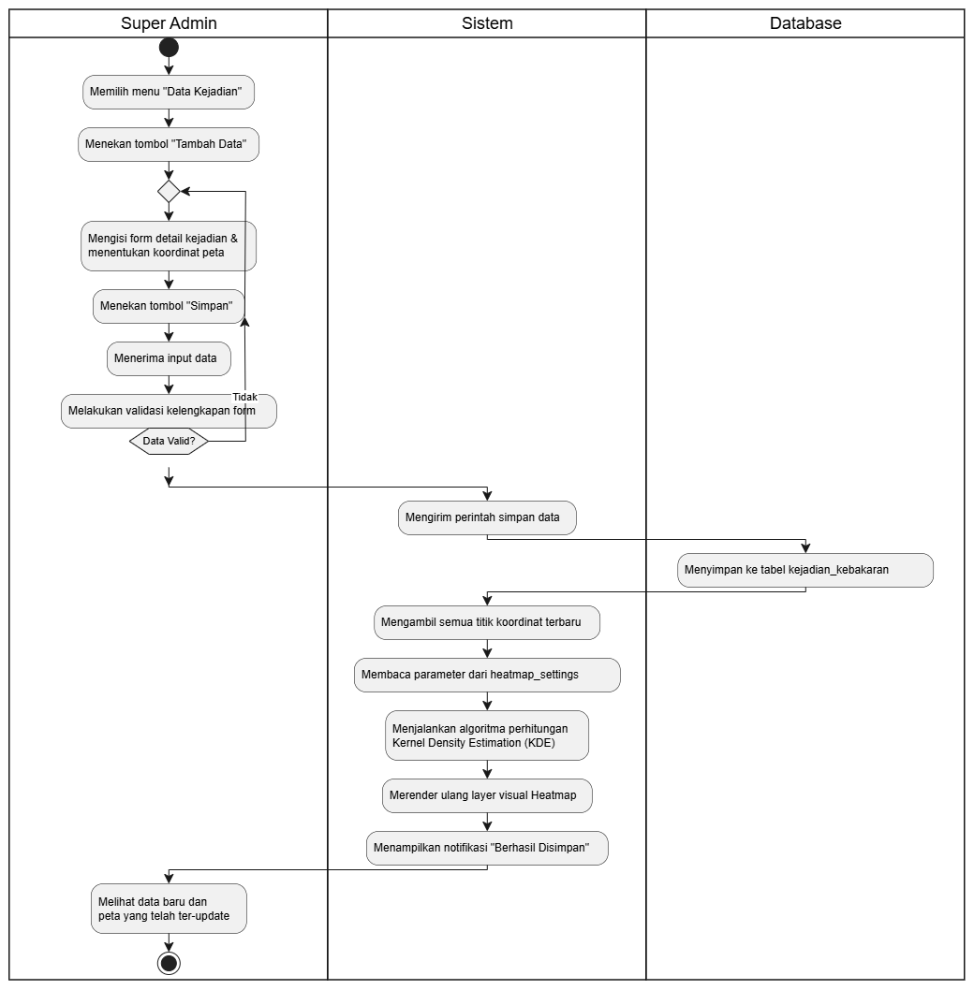 Super Admin
Sistem
Database
Memilih menu "Data Kejadian"
Menekan tombol "Tambah Data"
Mengisi form detail kejadian &
menentukan koordinat peta
Menekan tombol "Simpan"
Menerima input data
Tidak
Melakukan validasi kelengkapan form
Data Valid?
Mengirim perintah simpan data
Menyimpan ke tabel kejadian_kebakaran
Mengambil semua titik koordinat terbaru
Membaca parameter dari heatmap_settings
Menjalankan algoritma perhitungan
Kernel Density Estimation (KDE)
Merender ulang layer visual Heatmap
Menampilkan notifikasi "Berhasil Disimpan"
Melihat data baru dan
peta yang telah ter-update